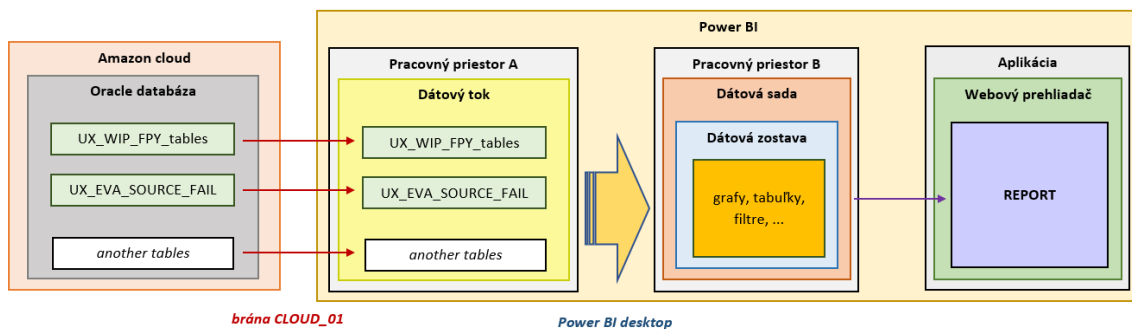 Power BI
Amazon cloud
Oracle databáza
UX_WIP_FPY_tables
UX_EVA_SOURCE_FAIL
another tables
Pracovný priestor A
Dátový tok
UX_WIP_FPY_tables
UX_EVA_SOURCE_FAIL
another tables
Pracovný priestor B
Dátová sada
Dátová zostava
grafy, tabuľky,
filtre, ...
Aplikácia
Webový prehliadač
REPORT
brána CLOUD_01
Power BI desktop